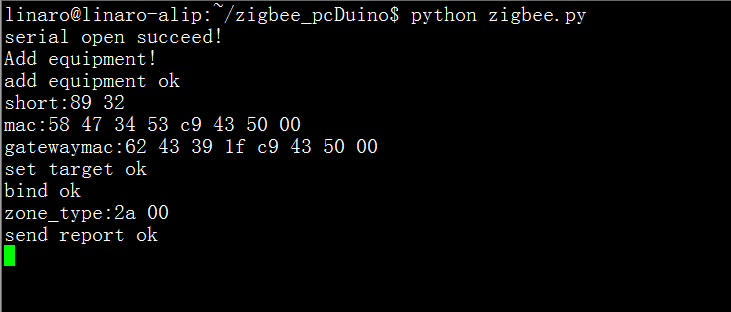 linaro@linaro-alip:~/zigbee_pcDuino$ python zigbee.py
serial open succeed!
Add equipment!
add equipment ok
short:89 32
mac:58 47 34 53 c9 43 50 00
gatewaymac:62 43 39 1f c9 43 50 00
set target ok
bind ok
zone_type:2a 00
send report ok